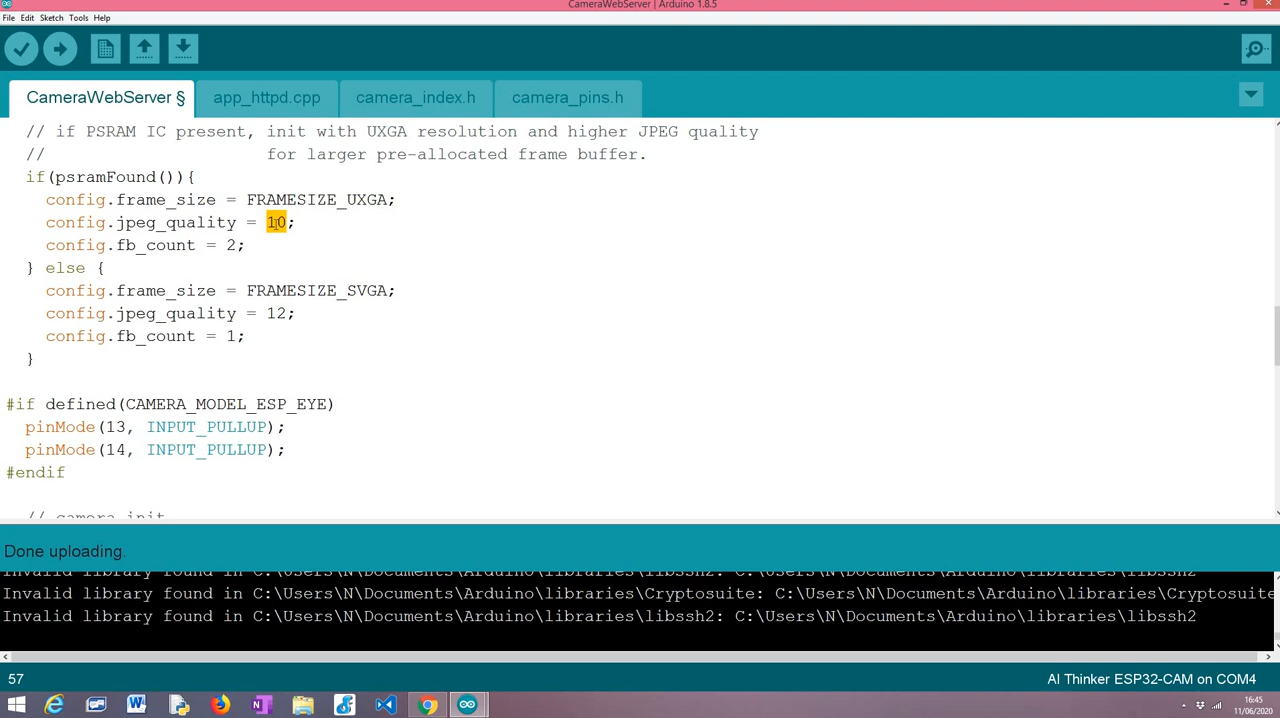 CameraWebServer | Arduino 1.8.5
File Edit Sketch Tools Help
CameraWebServer § app_httpd.cpp camera_index.h camera_pins.h
// if PSRAM IC present, init with UXGA resolution and higher JPEG quality
// for larger pre-allocated frame buffer.
if(psramFound()){
config.frame_size = FRAMESIZE_UXGA;
config.jpeg_quality = 10;
config.fb_count = 2;
} else {
config.frame_size = FRAMESIZE_SVGA;
config.jpeg_quality = 12;
config.fb_count = 1;
}
#if defined(CAMERA_MODEL_ESP_EYE)
pinMode(13, INPUT_PULLUP);
pinMode(14, INPUT_PULLUP);
#endif
// camera init
Done uploading.
Invalid library found in C:\Users\N\Documents\Arduino\libraries\libssh2: C:\Users\N\Documents\Arduino\libraries\libssh2
Invalid library found in C:\Users\N\Documents\Arduino\libraries\Cryptosuite: C:\Users\N\Documents\Arduino\libraries\Cryptosuite
Invalid library found in C:\Users\N\Documents\Arduino\libraries\libssh2: C:\Users\N\Documents\Arduino\libraries\libssh2
57 AI Thinker ESP32-CAM on COM4
16:45
11/06/2020